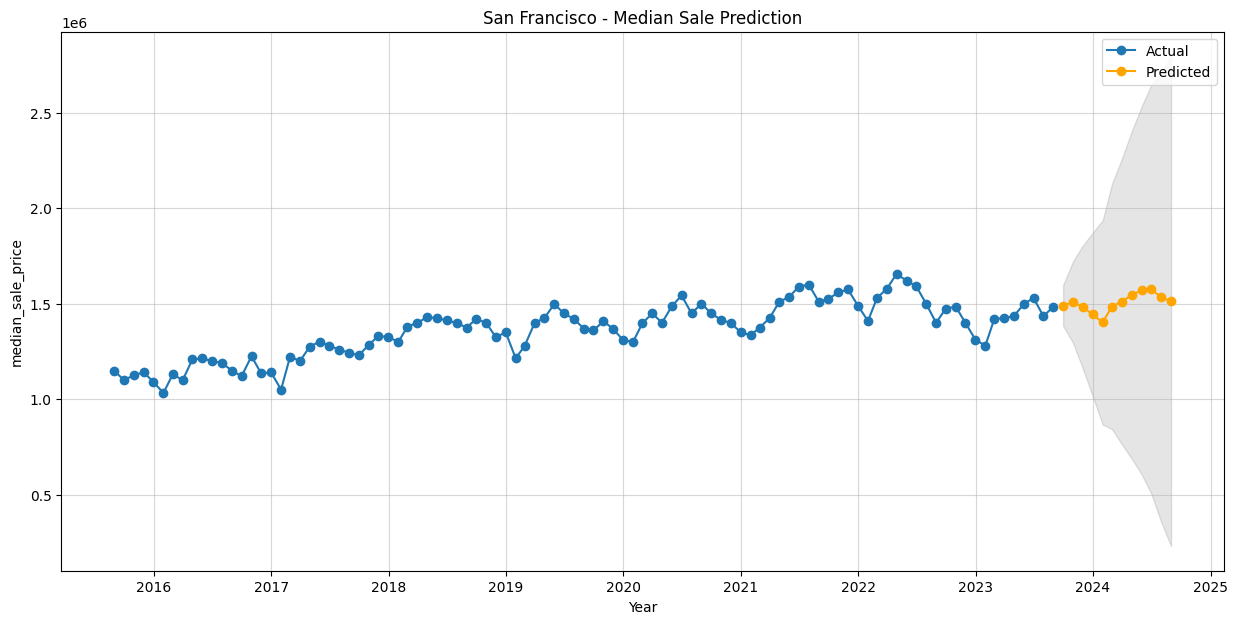 San Francisco - Median Sale Prediction
1e6
Actual
Predicted
2.5
2.0
1.5
1.0
0.5
median_sale_price
2016 2017 2018 2019 2020 2021 2022 2023 2024 2025
Year